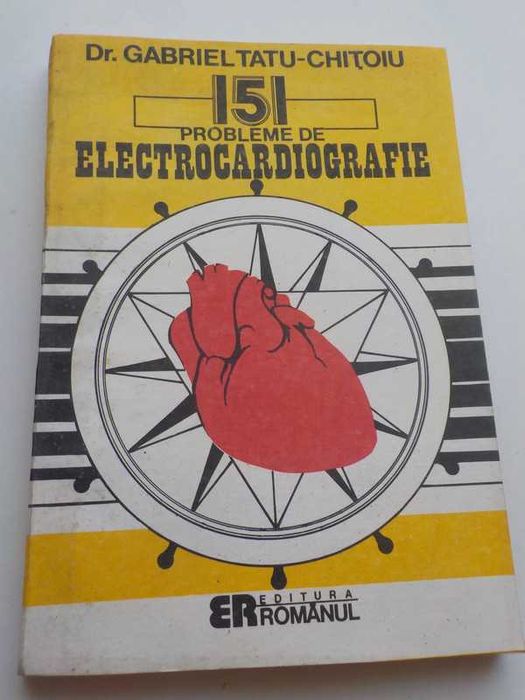 Dr. GABRIEL TATU-CHIȚOIU
151
PROBLEME DE
ELECTROCARDIOGRAFIE
ER EDITURA
ROMÂNUL